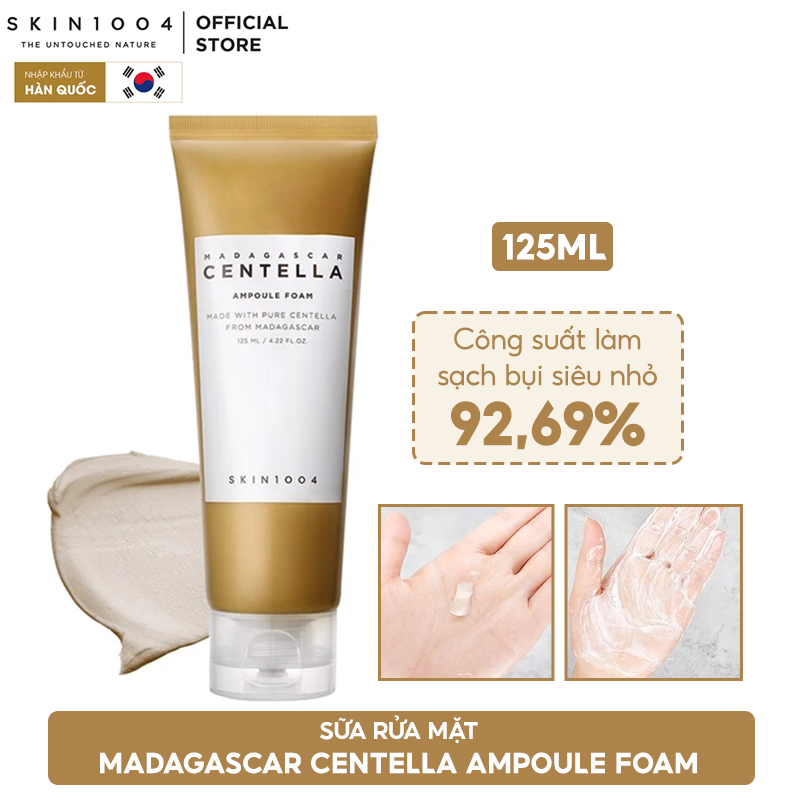 SKIN1004
THE UNTOUCHED NATURE
OFFICIAL
STORE
NHẬP KHẨU TỪ
HÀN QUỐC
MADAGASCAR
CENTELLA
AMPOULE FOAM
MADE WITH PURE CENTELLA
FROM MADAGASCAR
125 ML / 4.22 FL.OZ.
SKIN1004
125ML
Công suất làm
sạch bụi siêu nhỏ
92,69%
SỮA RỬA MẶT
MADAGASCAR CENTELLA AMPOULE FOAM